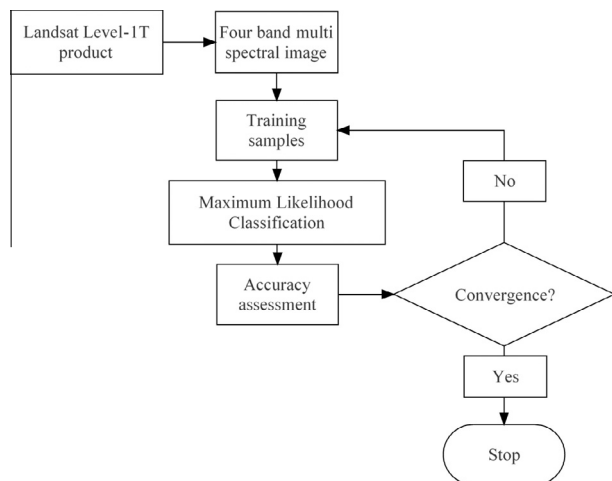 Landsat Level-1T
product
Four band multi
spectral image
Training
samples
No
Maximum Likelihood
Classification
Accuracy
assessment
Convergence?
Yes
Stop